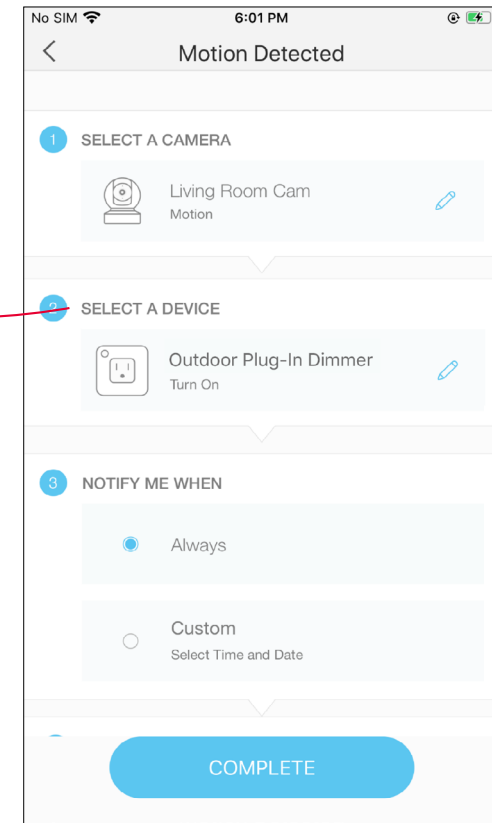 No SIM 6:01 PM
Motion Detected
1 SELECT A CAMERA
Living Room Cam
Motion
2 SELECT A DEVICE
Outdoor Plug-In Dimmer
Turn On
3 NOTIFY ME WHEN
Always
Custom
Select Time and Date
COMPLETE